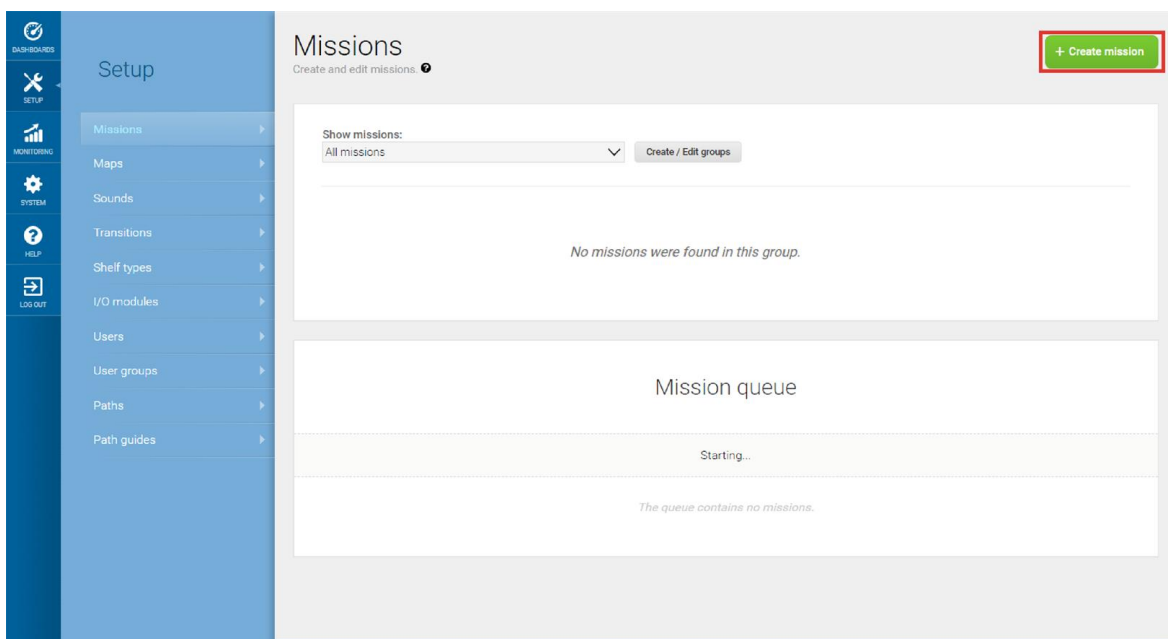 DASHBOARDS
SETUP
MONITORING
SYSTEM
HELP
LOG OUT
Setup
Missions
Maps
Sounds
Transitions
Shelf types
I/O modules
Users
User groups
Paths
Path guides
Missions
Create and edit missions. ?
+ Create mission
Show missions:
All missions
Create / Edit groups
No missions were found in this group.
Mission queue
Starting...
The queue contains no missions.